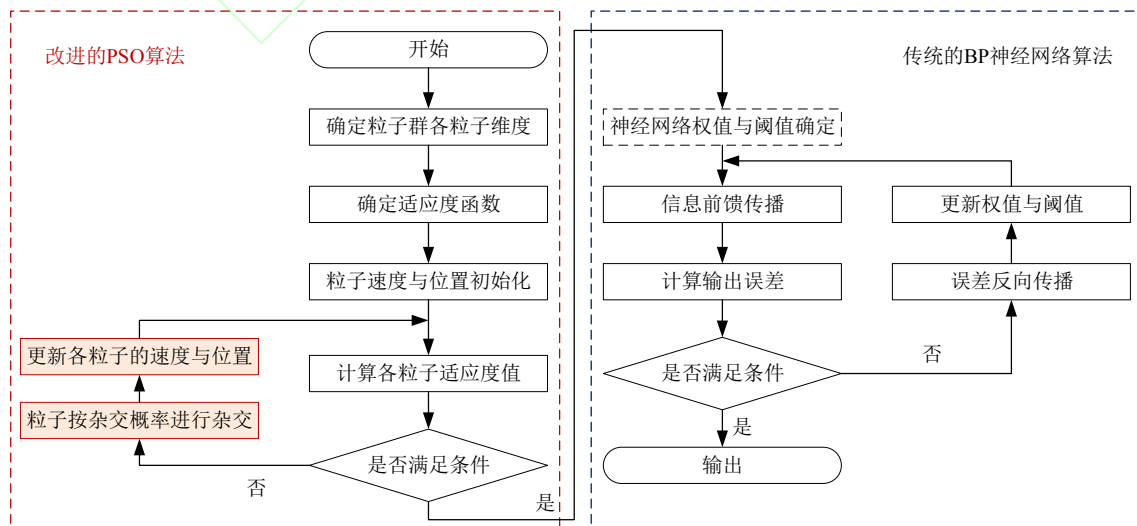 改进的PSO算法
开始
确定粒子群各粒子维度
确定适应度函数
粒子速度与位置初始化
更新各粒子的速度与位置
计算各粒子适应度值
粒子按杂交概率进行杂交
是否满足条件
否
是
传统的BP神经网络算法
神经网络权值与阈值确定
信息前馈传播
更新权值与阈值
计算输出误差
误差反向传播
是否满足条件
否
是
输出